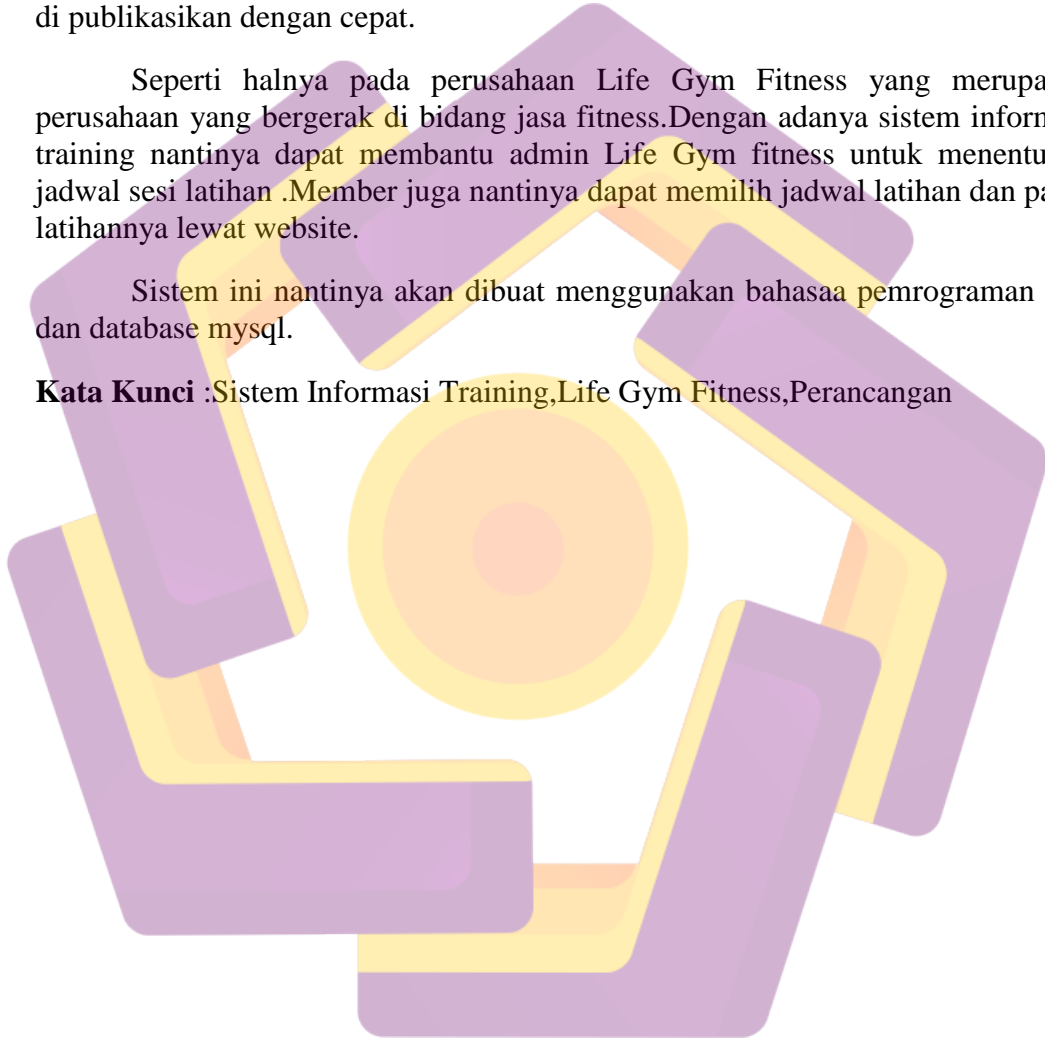 di publikasikan dengan cepat.
Seperti halnya pada perusahaan Life Gym Fitness yang merupa
perusahaan yang bergerak di bidang jasa fitness.Dengan adanya sistem inform
training nantinya dapat membantu admin Life Gym fitness untuk menentu
jadwal sesi latihan .Member juga nantinya dapat memilih jadwal latihan dan pa
latihannya lewat website.
Sistem ini nantinya akan dibuat menggunakan bahasaa pemrograman
dan database mysql.
Kata Kunci :Sistem Informasi Training,Life Gym Fitness,Perancangan